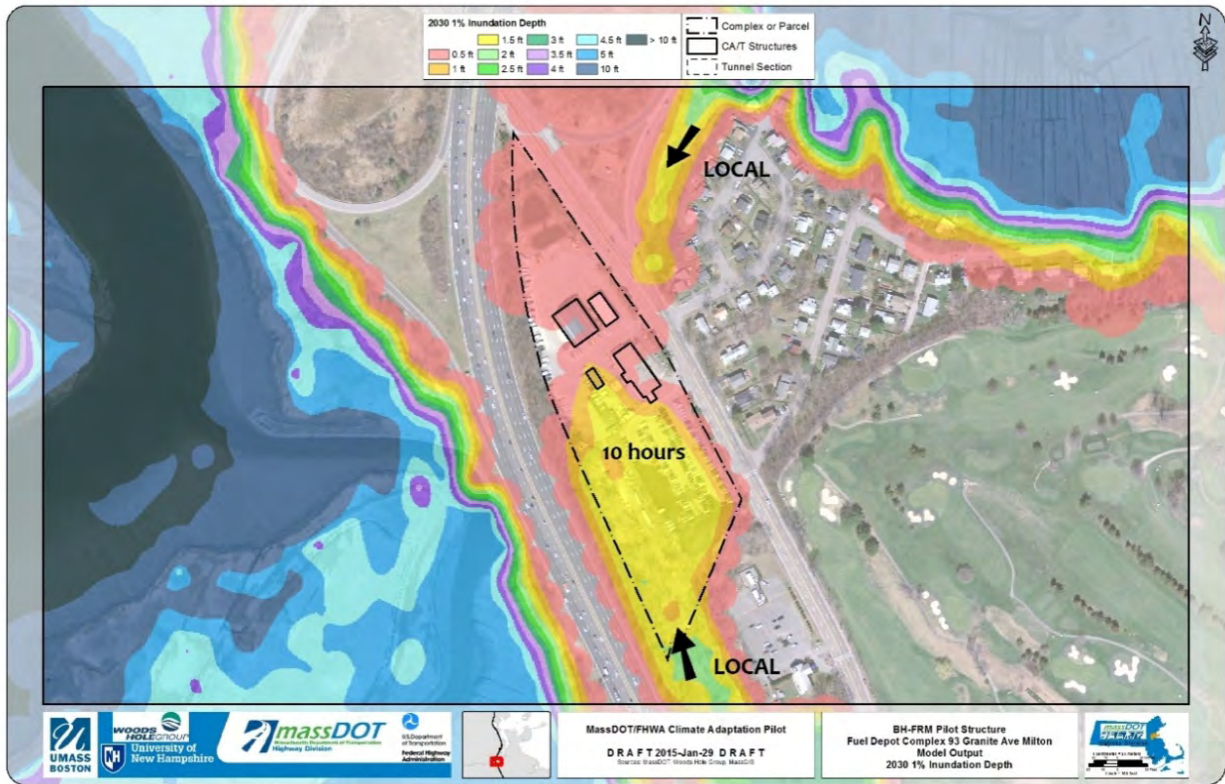 2030 1% Inundation Depth
0.5 ft
1 ft
1.5 ft
2 ft
2.5 ft
3 ft
3.5 ft
4 ft
4.5 ft
5 ft
10 ft
> 10 ft
Complex or Parcel
CA/T Structures
Tunnel Section
N
LOCAL
10 hours
LOCAL
UMASS
BOSTON
WOODS
HOLE GROUP
NH
University of
New Hampshire
massDOT
Massachusetts Department of Transportation
Highway Division
U.S. Department
of Transportation
Federal Highway
Administration
MassDOT/FHWA Climate Adaptation Pilot
D R A F T 2015-Jan-29 D R A F T
Sources: MassDOT, Woods Hole Group, MassGIS
BH-FRM Pilot Structure
Fuel Depot Complex 93 Granite Ave Milton
Model Output
2030 1% Inundation Depth
massDOT